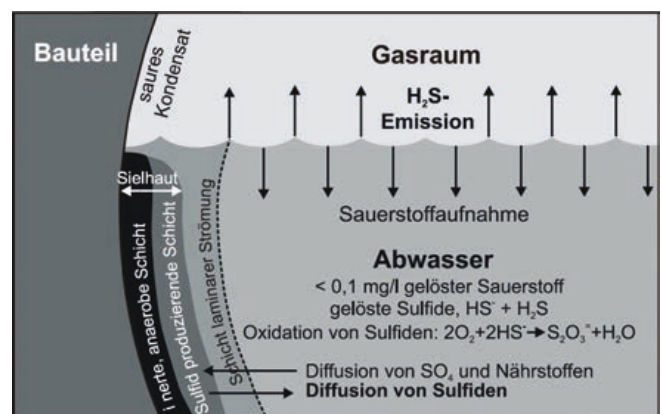 Bauteil
saures
Kondensat
Gasraum
H₂S-
Emission
Sielhaut
i nerte, anaerobe Schicht
Sulfid produzierende Schicht
Schicht laminarer Strömung
Sauerstoffaufnahme
Abwasser
< 0,1 mg/l gelöster Sauerstoff
gelöste Sulfide, HS⁻ + H₂S
Oxidation von Sulfiden: 2O₂+2HS⁻→S₂O₃⁼+H₂O
Diffusion von SO₄ und Nährstoffen
Diffusion von Sulfiden